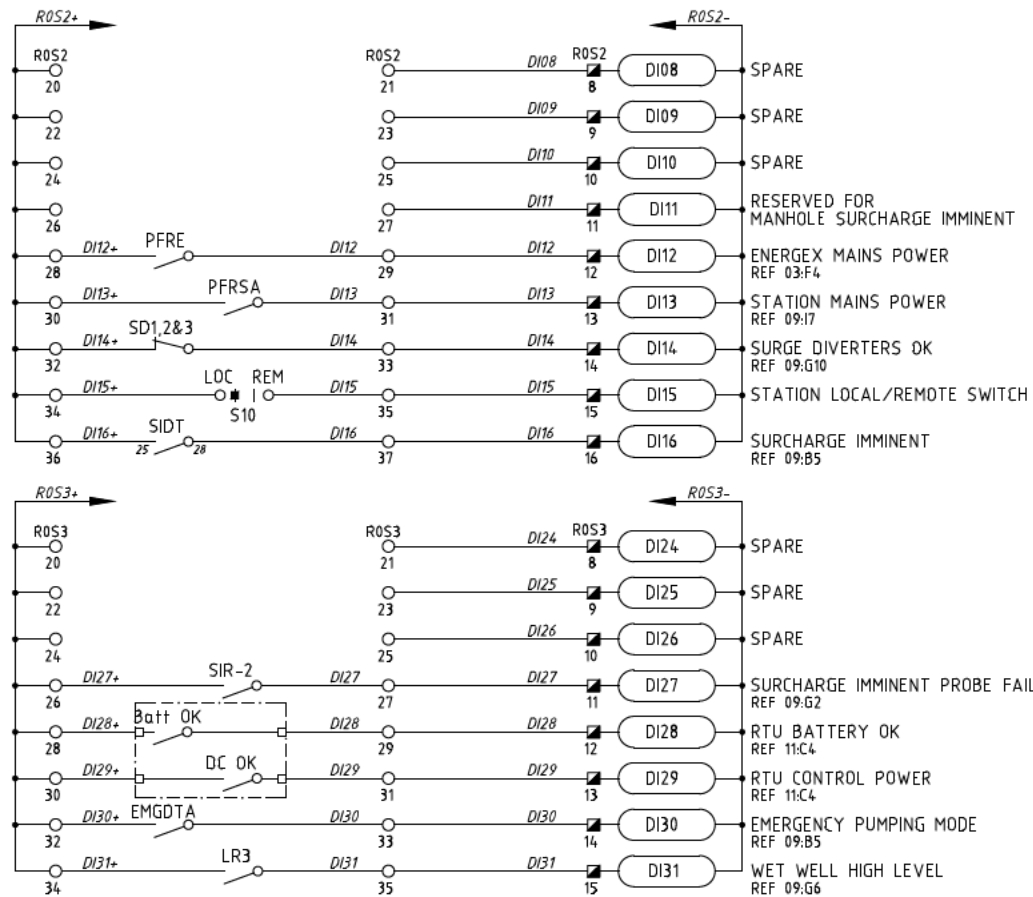 R0S2+ R0S2-
R0S2 R0S2 DI08 R0S2 DI08 SPARE
20 21 8
DI09 DI09 SPARE
22 23 9
DI10 DI10 SPARE
24 25 10
DI11 DI11 RESERVED FOR
MANHOLE SURCHARGE IMMINENT
26 27 11
DI12+ PFRE DI12 DI12 DI12 ENERGEX MAINS POWER
28 29 12 REF 03:F4
DI13+ PFRSA DI13 DI13 DI13 STATION MAINS POWER
30 31 13 REF 09:I7
DI14+ SD1,2&3 DI14 DI14 DI14 SURGE DIVERTERS OK
32 33 14 REF 09:G10
DI15+ LOC REM DI15 DI15 DI15 STATION LOCAL/REMOTE SWITCH
34 S10 35 15
DI16+ SIDT DI16 DI16 DI16 SURCHARGE IMMINENT
36 25 28 37 16 REF 09:B5
R0S3+ R0S3-
R0S3 R0S3 DI24 R0S3 DI24 SPARE
20 21 8
DI25 DI25 SPARE
22 23 9
DI26 DI26 SPARE
24 25 10
DI27+ SIR-2 DI27 DI27 DI27 SURCHARGE IMMINENT PROBE FAIL
26 27 11 REF 09:G2
DI28+ Batt OK DI28 DI28 DI28 RTU BATTERY OK
28 29 12 REF 11:C4
DI29+ DC OK DI29 DI29 DI29 RTU CONTROL POWER
30 31 13 REF 11:C4
DI30+ EMGDTA DI30 DI30 DI30 EMERGENCY PUMPING MODE
32 33 14 REF 09:B5
DI31+ LR3 DI31 DI31 DI31 WET WELL HIGH LEVEL
34 35 15 REF 09:G6